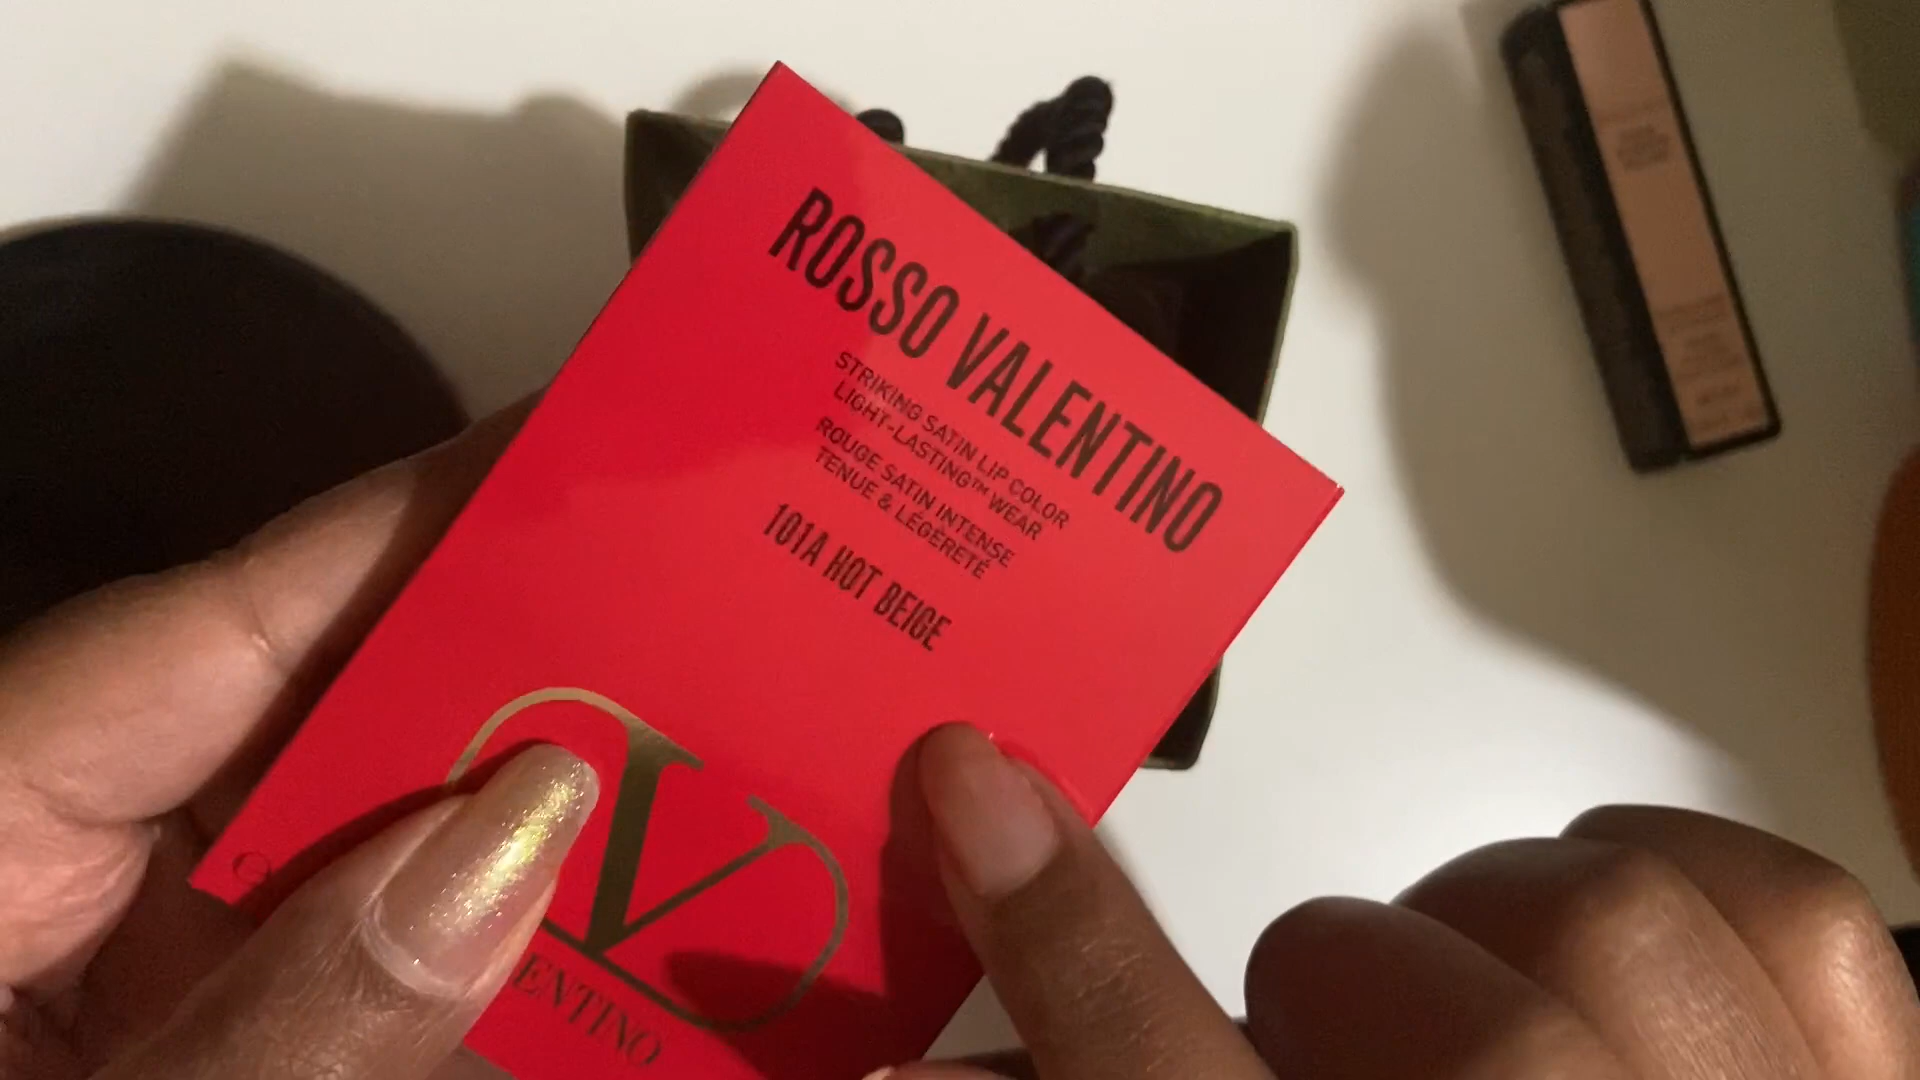 ROSSO VALENTINO
STRIKING SATIN LIP COLOR
LIGHT-LASTING™ WEAR
ROUGE SATIN INTENSE
TENUE & LÉGÈRETÉ
101A HOT BEIGE
V
ENTINO